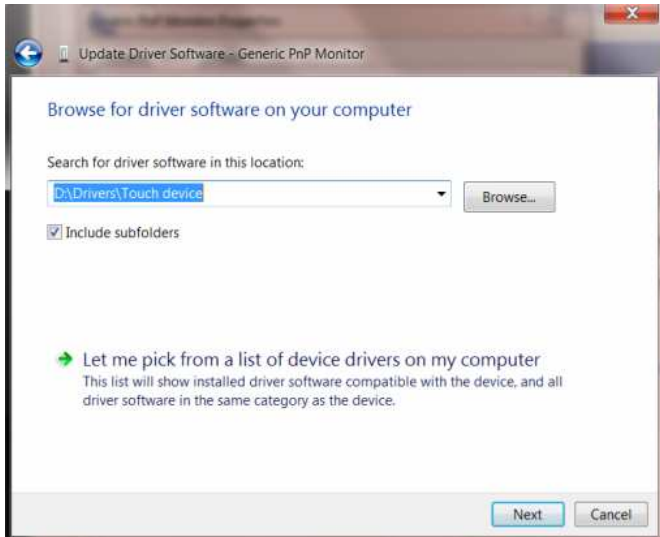 Update Driver Software - Generic PnP Monitor
Browse for driver software on your computer
Search for driver software in this location:
D:\Drivers\Touch device
Browse...
Include subfolders
Let me pick from a list of device drivers on my computer
This list will show installed driver software compatible with the device, and all
driver software in the same category as the device.
Next Cancel